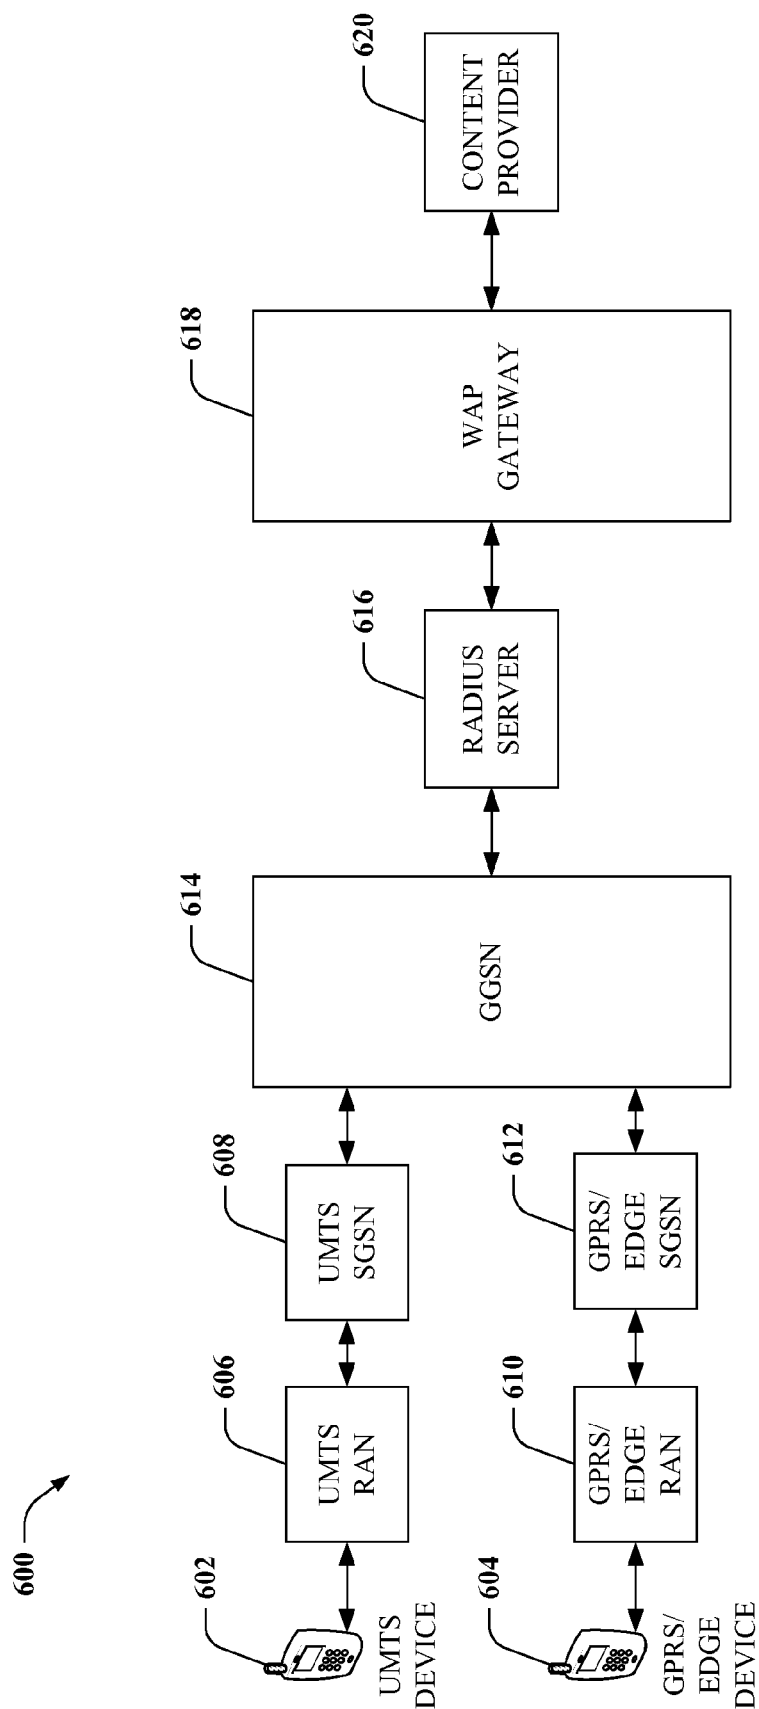 600
602
UMTS
DEVICE
606
UMTS
RAN
608
UMTS
SGSN
604
GPRS/
EDGE
DEVICE
610
GPRS/
EDGE
RAN
612
GPRS/
EDGE
SGSN
614
GGSN
616
RADIUS
SERVER
618
WAP
GATEWAY
620
CONTENT
PROVIDER